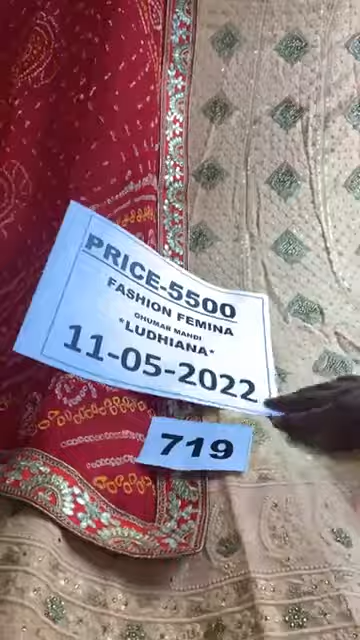 PRICE-5500
FASHION FEMINA
GHUMAR MANDI
*LUDHIANA*
11-05-2022
719